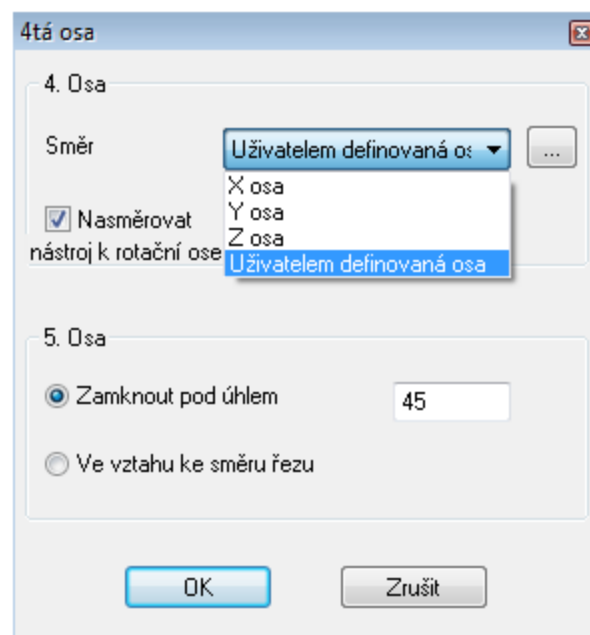 4tá osa
4. Osa
Směr
Uživatelem definovaná os
...
X osa
Y osa
Z osa
Uživatelem definovaná osa
Nasměrovat
nástroj k rotační ose
5. Osa
Zamknout pod úhlem
45
Ve vztahu ke směru řezu
OK
Zrušit